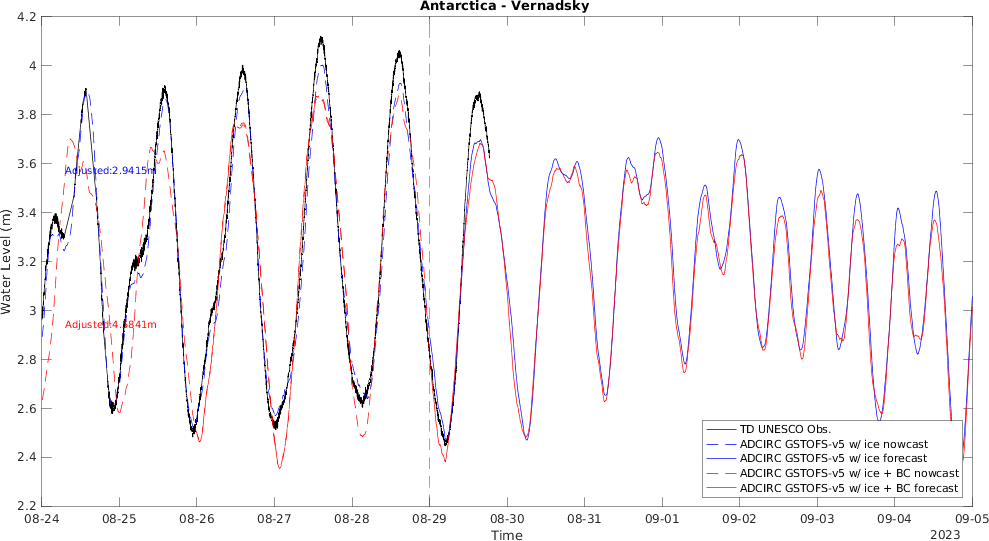 Antarctica - Vernadsky
4.2
4
3.8
3.6
3.4
3.2
3
2.8
2.6
2.4
2.2
Water Level (m)
Adjusted:2.9415m
TD UNESCO Obs.
ADCIRC GSTOFS-v5 w/ ice nowcast
ADCIRC GSTOFS-v5 w/ ice forecast
ADCIRC GSTOFS-v5 w/ ice + BC nowcast
ADCIRC GSTOFS-v5 w/ ice + BC forecast
08-24 08-25 08-26 08-27 08-28 08-29 08-30 08-31 09-01 09-02 09-03 09-04 09-05
Time
2023